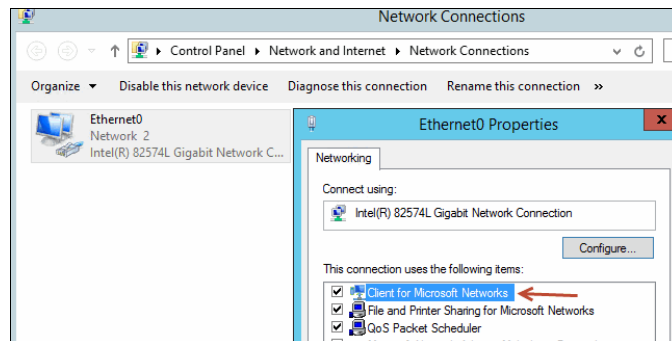 Network Connections
Control Panel Network and Internet Network Connections
Organize Disable this network device Diagnose this connection Rename this connection »
Ethernet0
Network 2
Intel(R) 82574L Gigabit Network C...
Ethernet0 Properties
x
Networking
Connect using:
Intel(R) 82574L Gigabit Network Connection
Configure...
This connection uses the following items:
Client for Microsoft Networks
File and Printer Sharing for Microsoft Networks
QoS Packet Scheduler